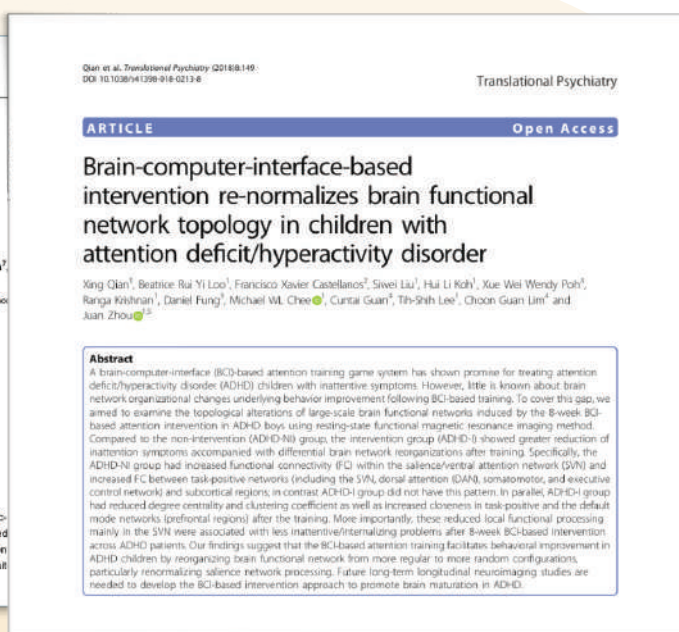 Qian et al. Translational Psychiatry (2018) 8:149
DOI 10.1038/s41398-018-0213-8
Translational Psychiatry
ARTICLE
Open Access
Brain-computer-interface-based
intervention re-normalizes brain functional
network topology in children with
attention deficit/hyperactivity disorder
Xing Qian¹, Beatrice Rui Yi Loo¹, Francisco Xavier Castellanos², Siwei Liu¹, Hui Li Koh¹, Xue Wei Wendy Poh³,
Ranga Krishnan¹, Daniel Fung³, Michael WL Chee¹, Cuntai Guan⁴, Tih-Shih Lee¹, Choon Guan Lim³ and
Juan Zhou
Abstract
A brain-computer-interface (BCI)-based attention training game system has shown promise for treating attention
deficit/hyperactivity disorder (ADHD) children with inattentive symptoms. However, little is known about brain
network organizational changes underlying behavior improvement following BCI-based training. To cover this gap, we
aimed to examine the topological alterations of large-scale brain functional networks induced by the 8-week BCI-
based attention intervention in ADHD boys using resting-state functional magnetic resonance imaging method.
Compared to the non-intervention (ADHD-NI) group, the intervention group (ADHD-I) showed greater reduction of
inattention symptoms accompanied with differential brain network reorganizations after training. Specifically, the
ADHD-NI group had increased functional connectivity (FC) within the salience/ventral attention network (SVN) and
increased FC between task-positive networks (including the SVN, dorsal attention (DAN), somatomotor, and executive
control network) and subcortical regions; in contrast ADHD-I group did not have this pattern. In parallel, ADHD-I group
had reduced degree centrality and clustering coefficient as well as increased closeness in task-positive and the default
mode networks (prefrontal regions) after the training. More importantly, these reduced local functional processing
mainly in the SVN were associated with less inattentive/internalizing problems after 8-week BCI-based intervention
across ADHD patients. Our findings suggest that the BCI-based attention training facilitates behavioral improvement in
ADHD children by reorganizing brain functional network from more regular to more random configurations,
particularly renormalizing salience network processing. Future long-term longitudinal neuroimaging studies are
needed to develop the BCI-based intervention approach to promote brain maturation in ADHD.